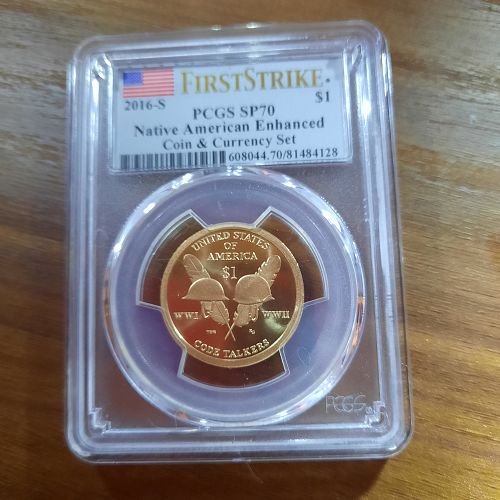 FIRSTSTRIKE
2016-S $1
PCGS SP70
Native American Enhanced
Coin & Currency Set
608044.70/81484128
UNITED STATES
OF
AMERICA
$1
WWI WWII
CODE TALKERS
PCGS